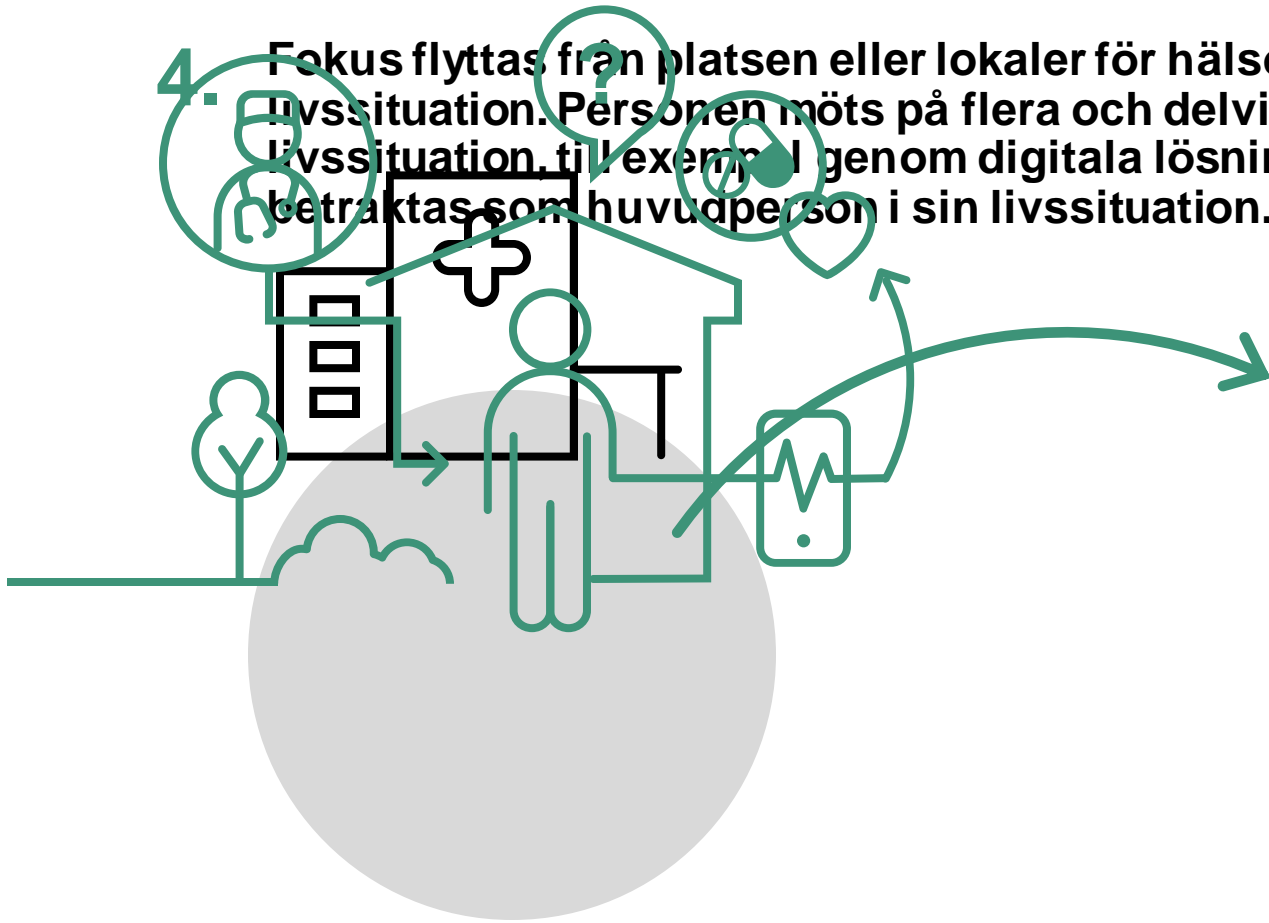 4. Fokus flyttas från platsen eller lokaler för hälso
livssituation. Personen möts på flera och delvi
livssituation, till exempel genom digitala lösnin
betraktas som huvudperson i sin livssituation.
?